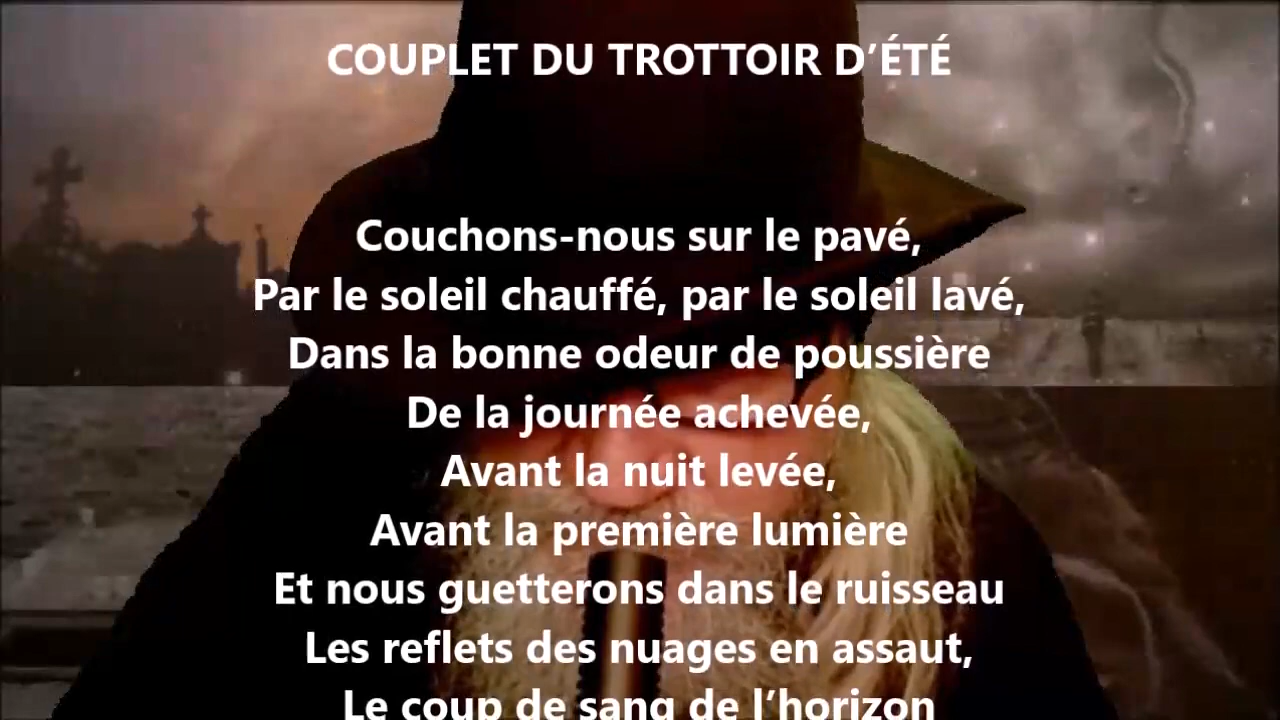 COUPLET DU TROTTOIR D’ÉTÉ
Couchons-nous sur le pavé,
Par le soleil chauffé, par le soleil lavé,
Dans la bonne odeur de poussière
De la journée achevée,
Avant la nuit levée,
Avant la première lumière
Et nous guetterons dans le ruisseau
Les reflets des nuages en assaut,
Le coup de sang de l’horizon